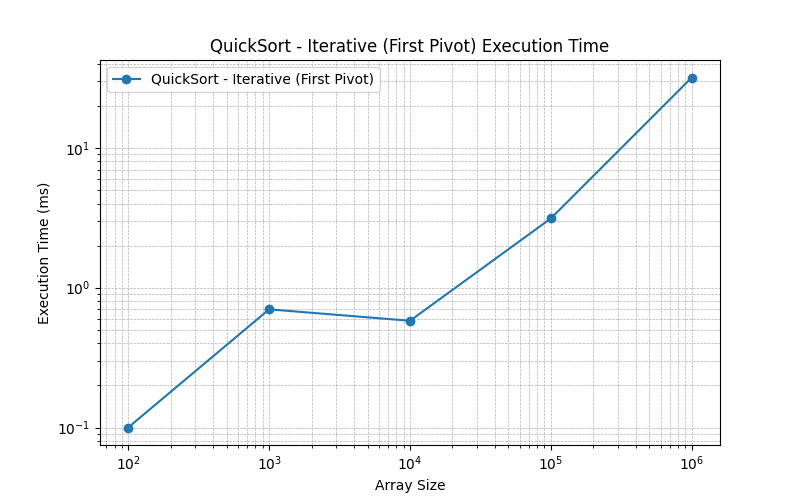 QuickSort - Iterative (First Pivot) Execution Time
QuickSort - Iterative (First Pivot)
Execution Time (ms)
10¹
10⁰
10⁻¹
10² 10³ 10⁴ 10⁵ 10⁶
Array Size